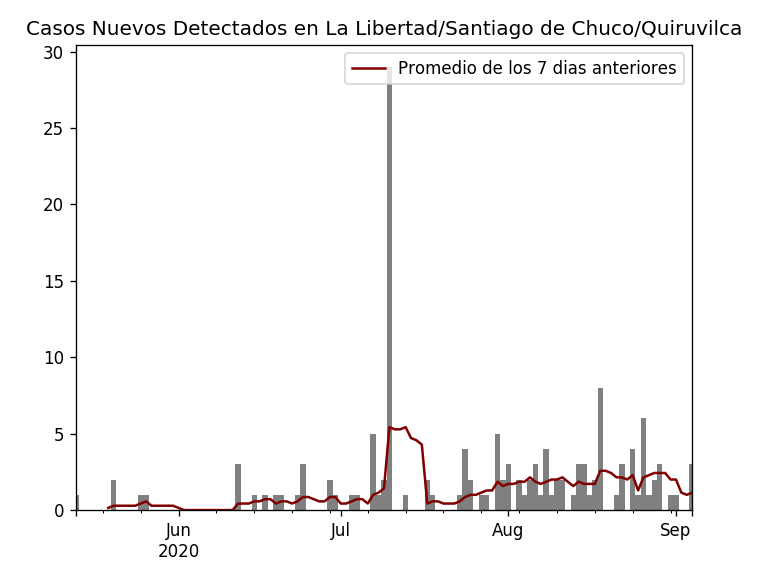 Casos Nuevos Detectados en La Libertad/Santiago de Chuco/Quiruvilca
Promedio de los 7 dias anteriores
30
25
20
15
10
5
0
Jun Jul Aug Sep
2020